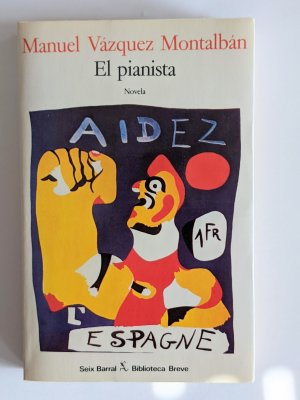 Manuel Vázquez Montalbán
El pianista
Novela
AIDEZ
1FR
L'
ESPAGNE
Seix Barral Biblioteca Breve